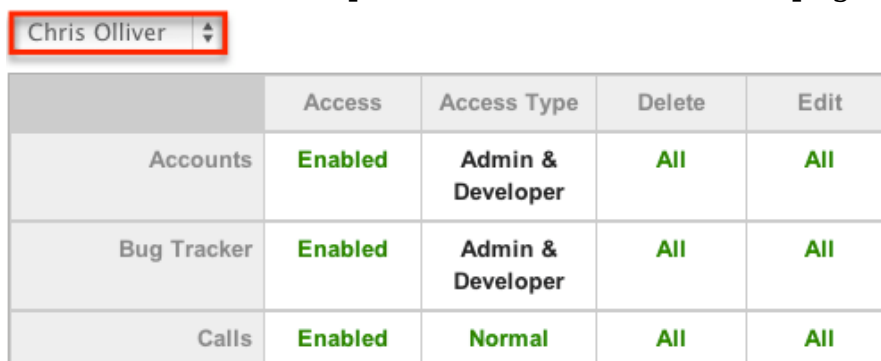 Chris Olliver
Access Access Type Delete Edit
Accounts Enabled Admin & Developer All All
Bug Tracker Enabled Admin & Developer All All
Calls Enabled Normal All All